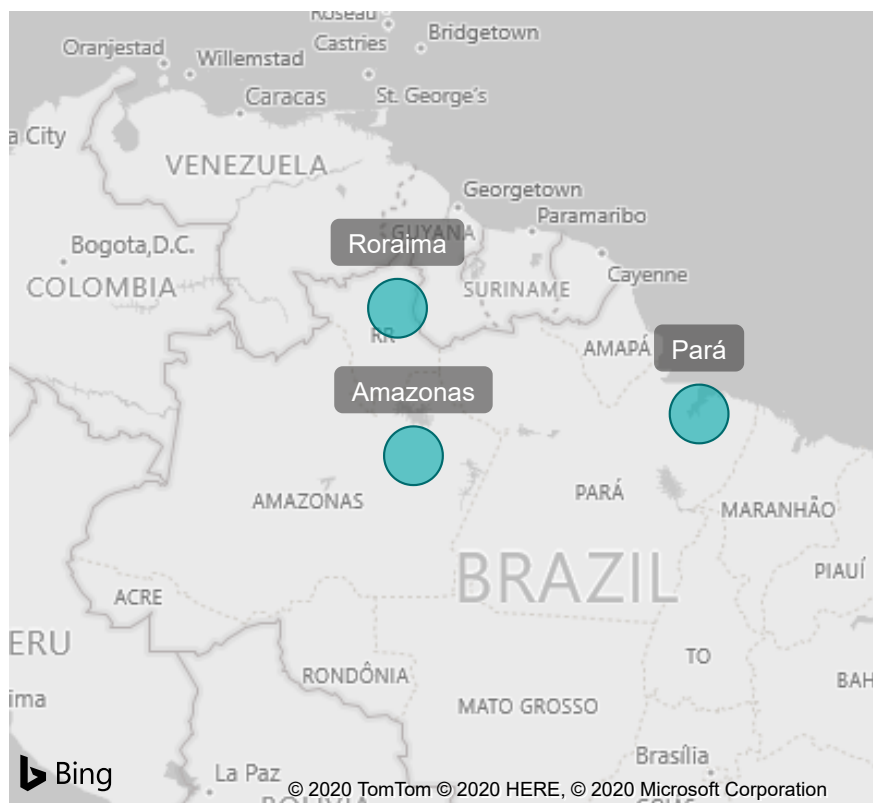 Roseau
Bridgetown
Oranjestad
Castries
Willemstad
Caracas
St. George's
a City
VENEZUELA
Georgetown
Paramaribo
GUYANA
Bogota,D.C.
Roraima
Cayenne
COLOMBIA
SURINAME
RR
AMAPÁ
Pará
Amazonas
AMAZONAS
PARÁ
MARANHÃO
BRAZIL
PIAUÍ
ACRE
ERU
TO
RONDÔNIA
BAH
ima
MATO GROSSO
Brasília
Bing
La Paz
© 2020 TomTom © 2020 HERE, © 2020 Microsoft Corporation
BOLIVIA
GOIÁS